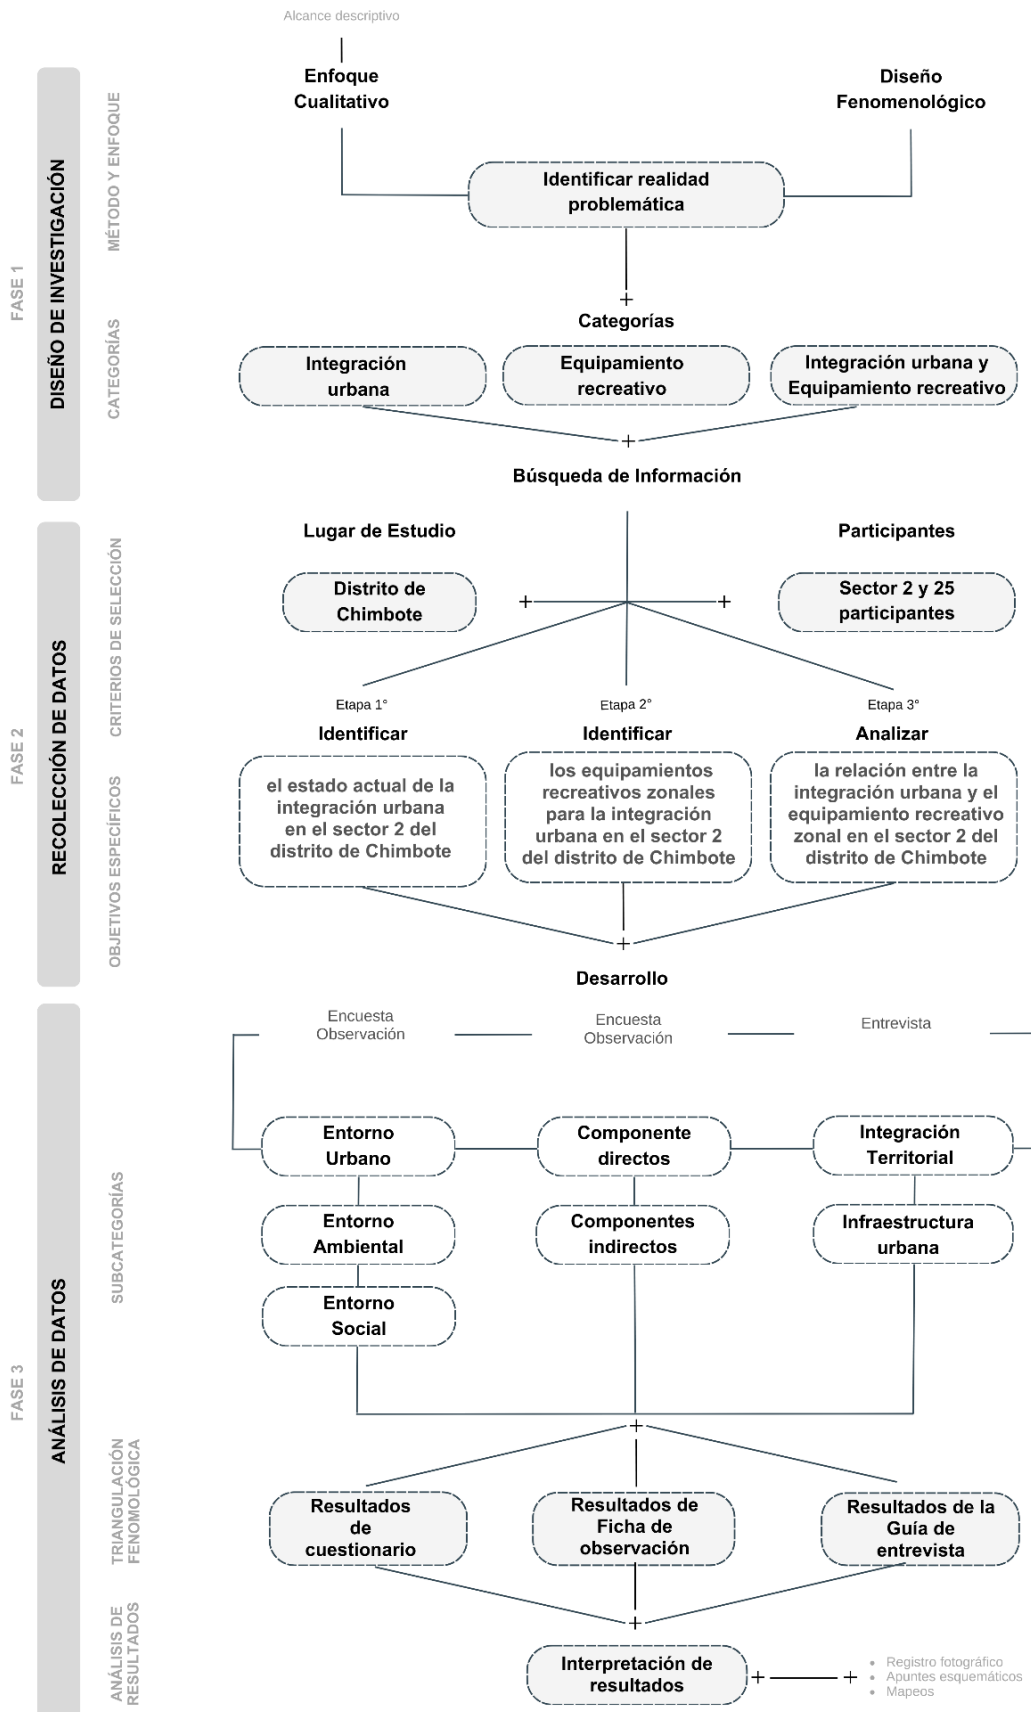 Alcance descriptivo
Enfoque
Cualitativo
Diseño
Fenomenológico
FASE 1
DISEÑO DE INVESTIGACIÓN
MÉTODO Y ENFOQUE
Identificar realidad
problemática
CATEGORÍAS
Categorías
Integración
urbana
Equipamiento
recreativo
Integración urbana y
Equipamiento recreativo
Búsqueda de Información
FASE 2
RECOLECCIÓN DE DATOS
CRITERIOS DE SELECCIÓN
Lugar de Estudio
Participantes
Distrito de
Chimbote
Sector 2 y 25
participantes
OBJETIVOS ESPECÍFICOS
Etapa 1°
Identificar
el estado actual de la
integración urbana
en el sector 2 del
distrito de Chimbote
Etapa 2°
Identificar
los equipamientos
recreativos zonales
para la integración
urbana en el sector 2
del distrito de Chimbote
Etapa 3°
Analizar
la relación entre la
integración urbana y el
equipamiento recreativo
zonal en el sector 2 del
distrito de Chimbote
Desarrollo
FASE 3
ANÁLISIS DE DATOS
Encuesta
Observación
Encuesta
Observación
Entrevista
SUBCATEGORÍAS
Entorno
Urbano
Componente
directos
Integración
Territorial
Entorno
Ambiental
Componentes
indirectos
Infraestructura
urbana
Entorno
Social
TRIANGULACIÓN
FENOMOLÓGICA
Resultados
de
cuestionario
Resultados de
Ficha de
observación
Resultados de la
Guía de
entrevista
ANÁLISIS DE
RESULTADOS
Interpretación de
resultados
• Registro fotográfico
• Apuntes esquemáticos
• Mapeos